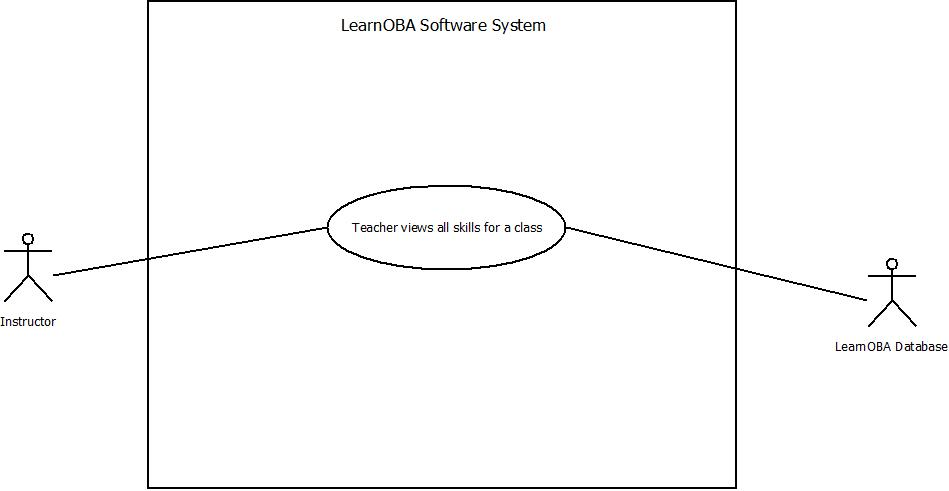 LearnOBA Software System
Teacher views all skills for a class
Instructor
LearnOBA Database